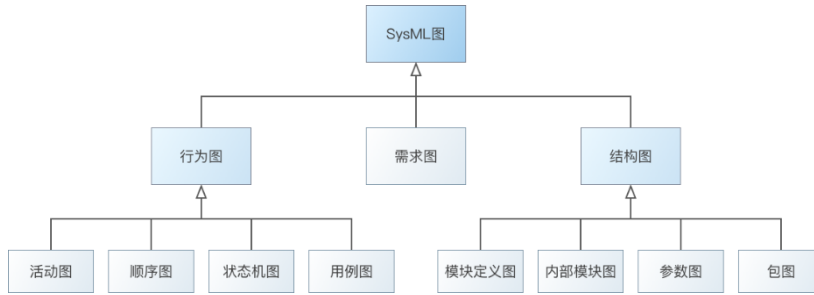 SysML图
行为图
需求图
结构图
活动图
顺序图
状态机图
用例图
模块定义图
内部模块图
参数图
包图